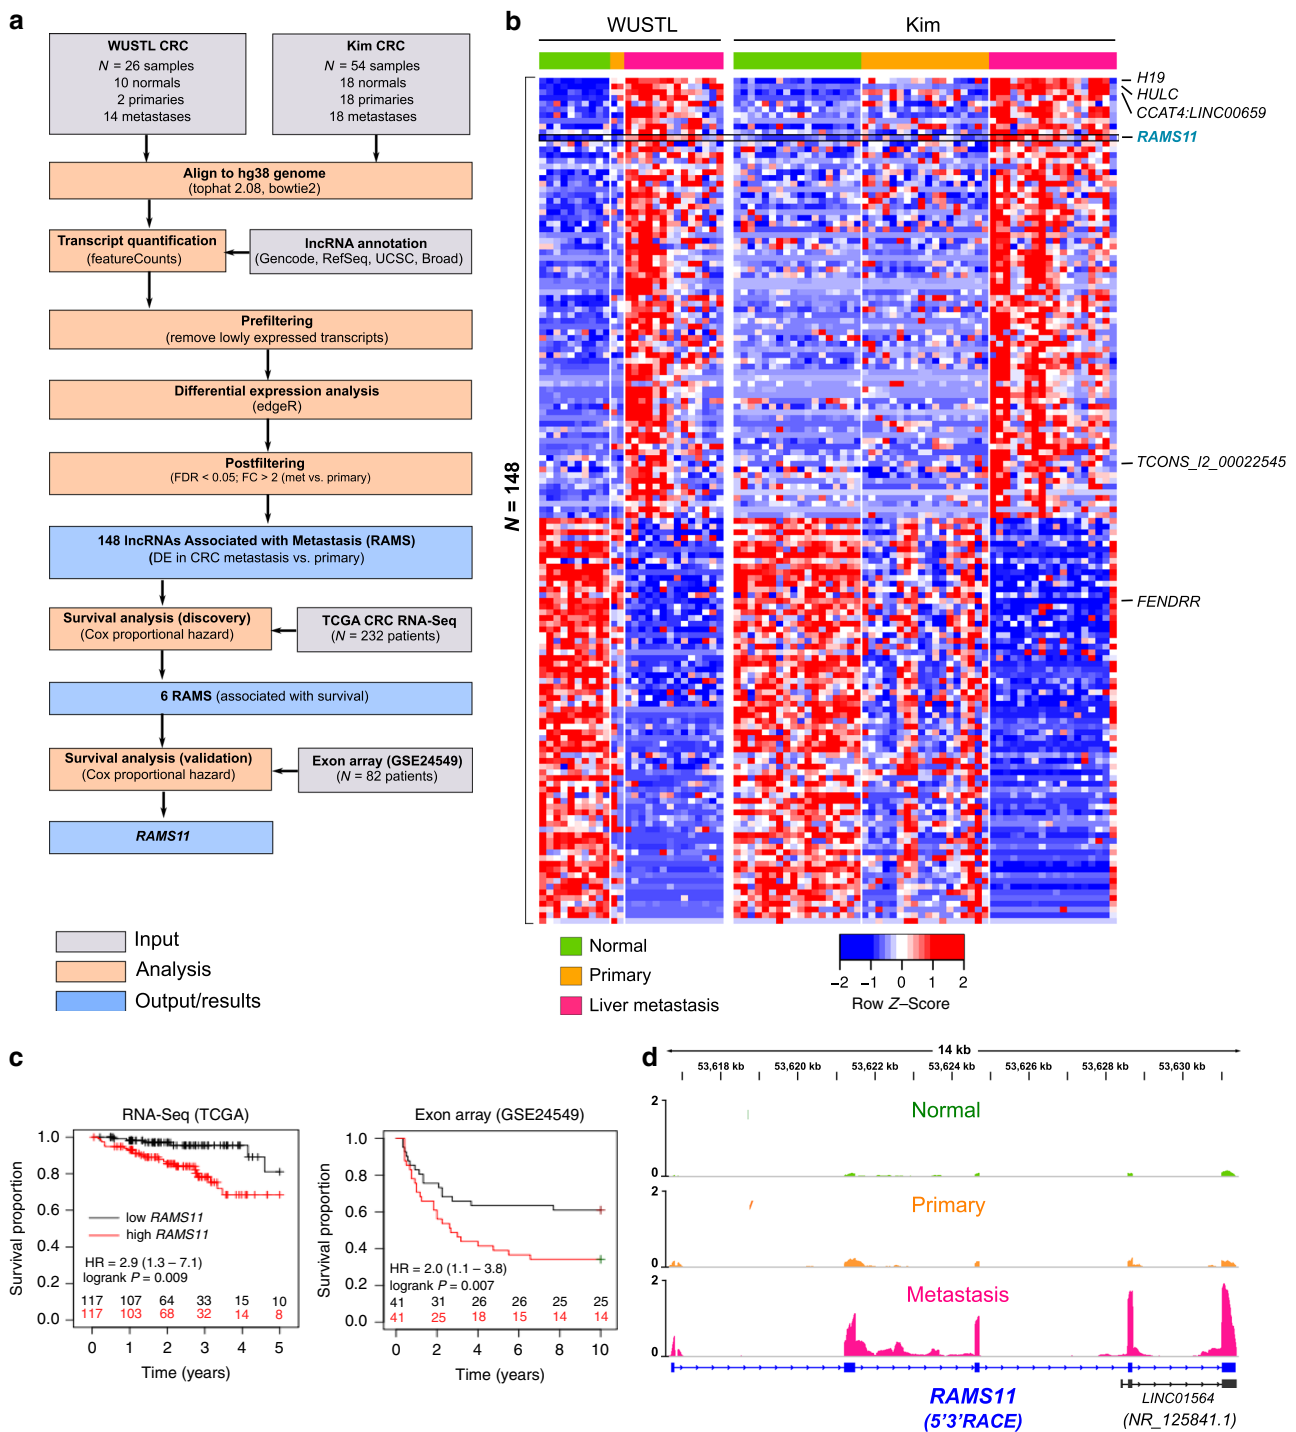 a
WUSTL CRC
N = 26 samples
10 normals
2 primaries
14 metastases
Kim CRC
N = 54 samples
18 normals
18 primaries
18 metastases
Align to hg38 genome
(tophat 2.08, bowtie2)
Transcript quantification
(featureCounts)
lncRNA annotation
(Gencode, RefSeq, UCSC, Broad)
Prefiltering
(remove lowly expressed transcripts)
Differential expression analysis
(edgeR)
Postfiltering
(FDR < 0.05; FC > 2 (met vs. primary)
148 lncRNAs Associated with Metastasis (RAMS)
(DE in CRC metastasis vs. primary)
Survival analysis (discovery)
(Cox proportional hazard)
TCGA CRC RNA-Seq
(N = 232 patients)
6 RAMS (associated with survival)
Survival analysis (validation)
(Cox proportional hazard)
Exon array (GSE24549)
(N = 82 patients)
RAMS11
Input
Analysis
Output/results
b
WUSTL
Kim
H19
HULC
CCAT4:LINC00659
RAMS11
TCONS_I2_00022545
FENDRR
N = 148
Normal
Primary
Liver metastasis
−2 −1 0 1 2
Row Z–Score
c
RNA-Seq (TCGA)
Survival proportion
1.0
0.8
0.6
0.4
0.2
0.0
low RAMS11
high RAMS11
HR = 2.9 (1.3 – 7.1)
logrank P = 0.009
117 107 64 33 15 10
117 103 68 32 14 8
0 1 2 3 4 5
Time (years)
Exon array (GSE24549)
Survival proportion
1.0
0.8
0.6
0.4
0.2
0.0
HR = 2.0 (1.1 – 3.8)
logrank P = 0.007
41 31 26 26 25 25
41 25 18 15 14 14
0 2 4 6 8 10
Time (years)
d
14 kb
53,618 kb 53,620 kb 53,622 kb 53,624 kb 53,626 kb 53,628 kb 53,630 kb
2
Normal
0
2
Primary
0
2
Metastasis
0
RAMS11
(5'3'RACE)
LINC01564
(NR_125841.1)